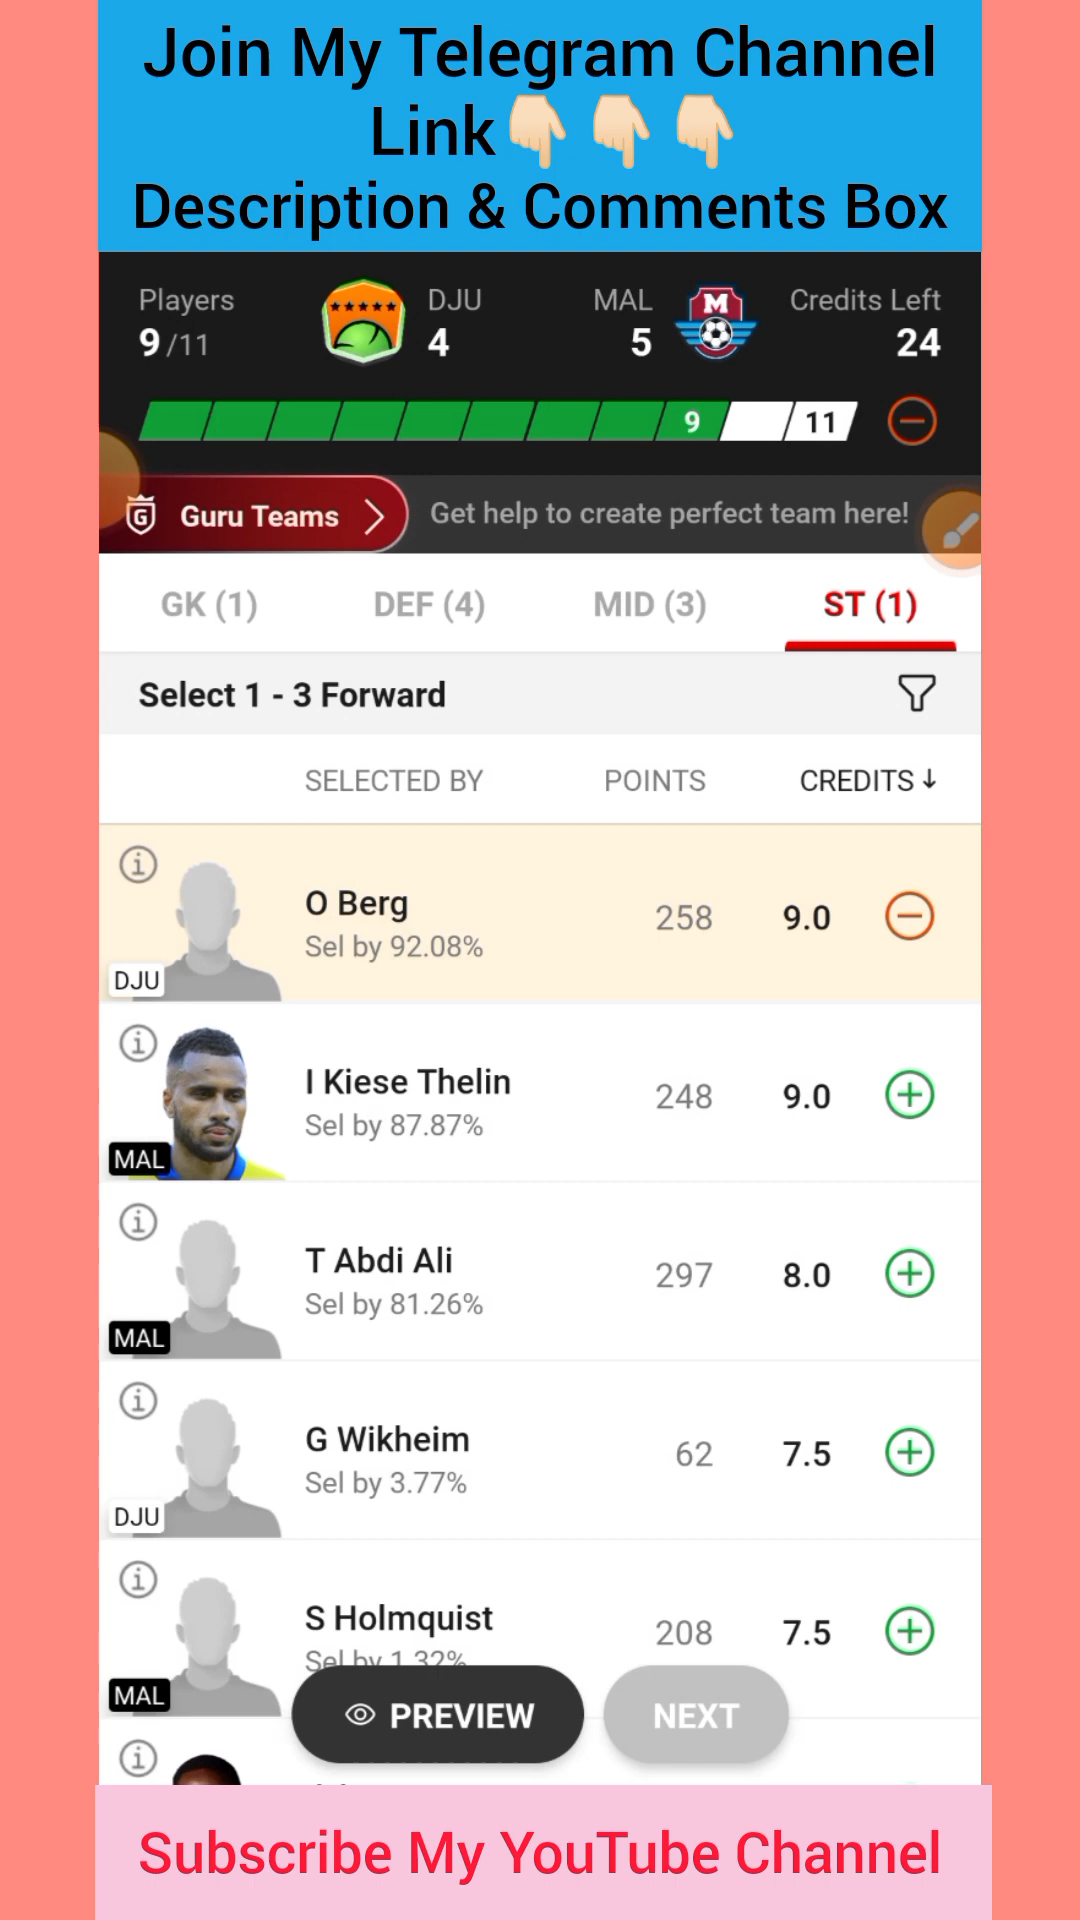 Join My Telegram Channel
Link👇🏻👇🏻👇🏻
Description & Comments Box
Players DJU MAL Credits Left
9/11 4 5 24
M
9 11
G Guru Teams Get help to create perfect team here!
GK (1) DEF (4) MID (3) ST (1)
Select 1 - 3 Forward
SELECTED BY POINTS CREDITS↓
O Berg 258 9.0
Sel by 92.08%
DJU
I Kiese Thelin 248 9.0
Sel by 87.87%
MAL
T Abdi Ali 297 8.0
Sel by 81.26%
MAL
G Wikheim 62 7.5
Sel by 3.77%
DJU
S Holmquist 208 7.5
Sel by 1.32%
MAL
PREVIEW NEXT
Subscribe My YouTube Channel